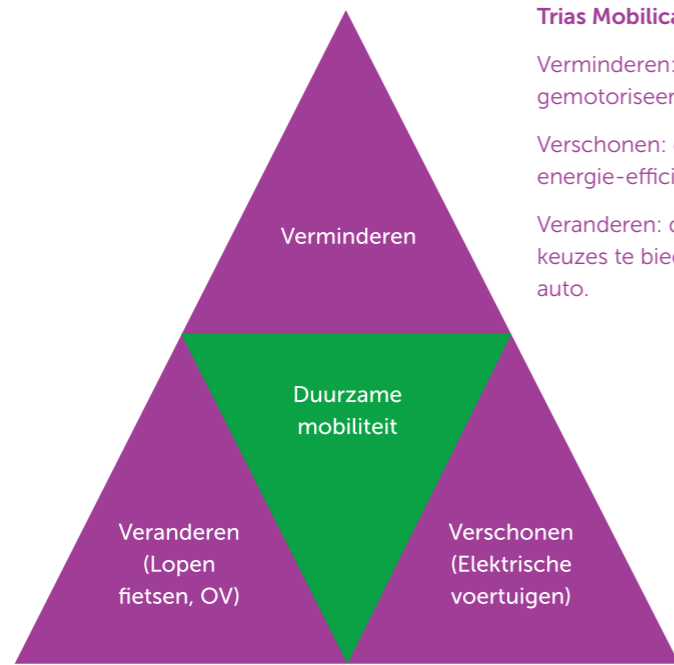 Trias Mobilica
Verminderen:
gemotoriseer
Verschonen:
energie-effici
Veranderen:
keuzes te bie
auto.
Verminderen
Duurzame
mobiliteit
Veranderen
(Lopen
fietsen, OV)
Verschonen
(Elektrische
voertuigen)